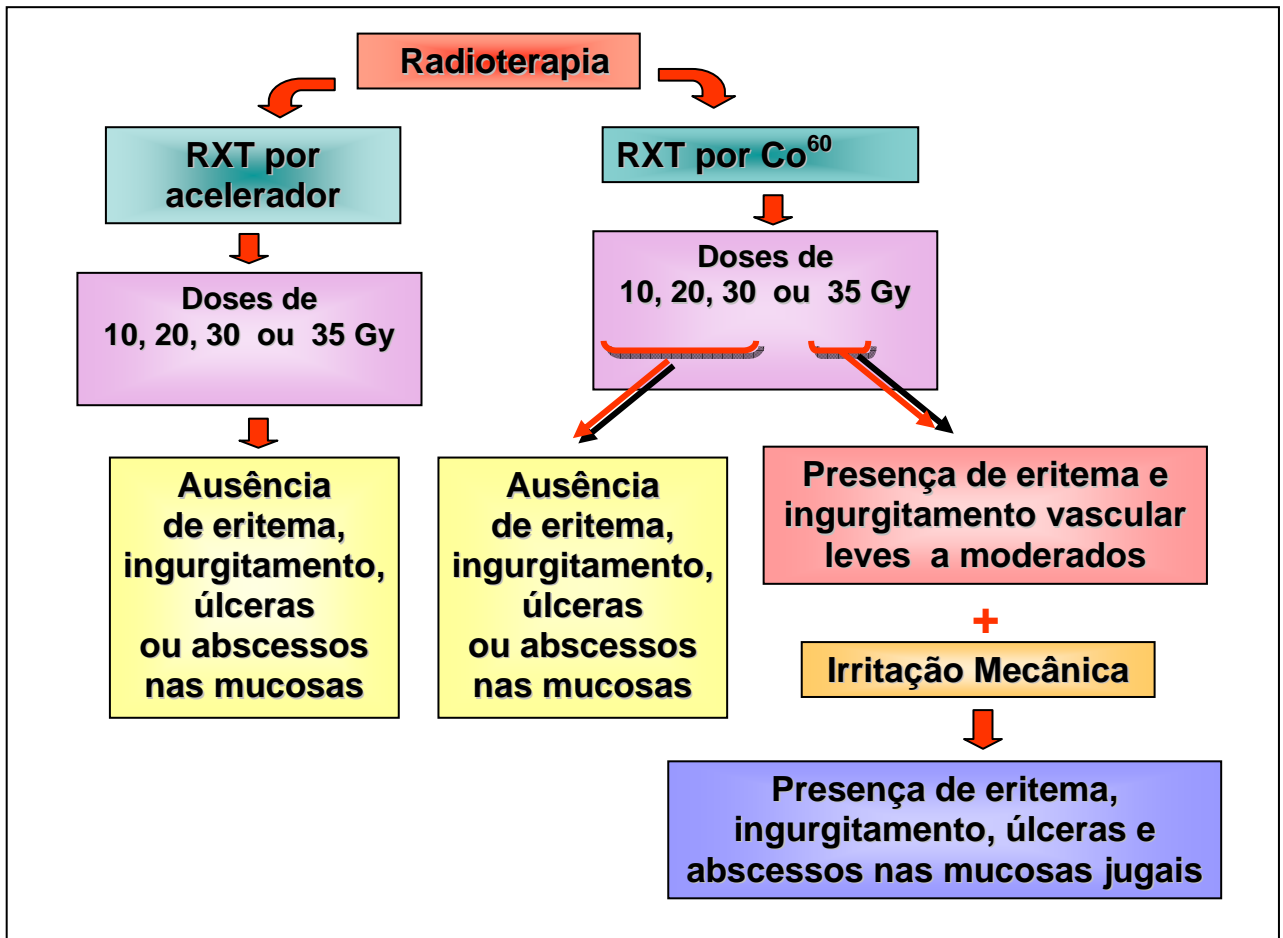 Radioterapia
RXT por
acelerador
Doses de
10, 20, 30 ou 35 Gy
Ausência
de eritema,
ingurgitamento,
úlceras
ou abscessos
nas mucosas
RXT por Co⁶⁰
Doses de
10, 20, 30 ou 35 Gy
Ausência
de eritema,
ingurgitamento,
úlceras
ou abscessos
nas mucosas
Presença de eritema e
ingurgitamento vascular
leves a moderados
+
Irritação Mecânica
Presença de eritema,
ingurgitamento, úlceras e
abscessos nas mucosas jugais